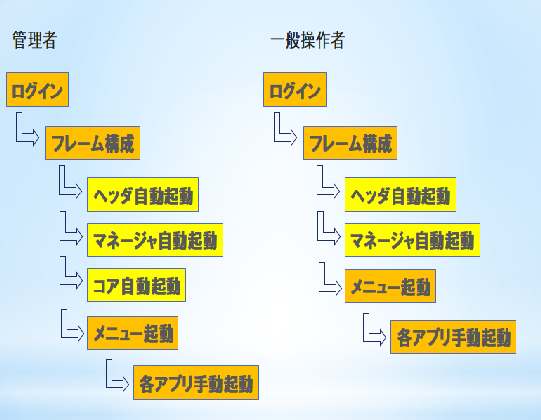 管理者
ログイン
フレーム構成
ヘッダ自動起動
マネージャ自動起動
コア自動起動
メニュー起動
各アプリ手動起動
一般操作者
ログイン
フレーム構成
ヘッダ自動起動
マネージャ自動起動
メニュー起動
各アプリ手動起動